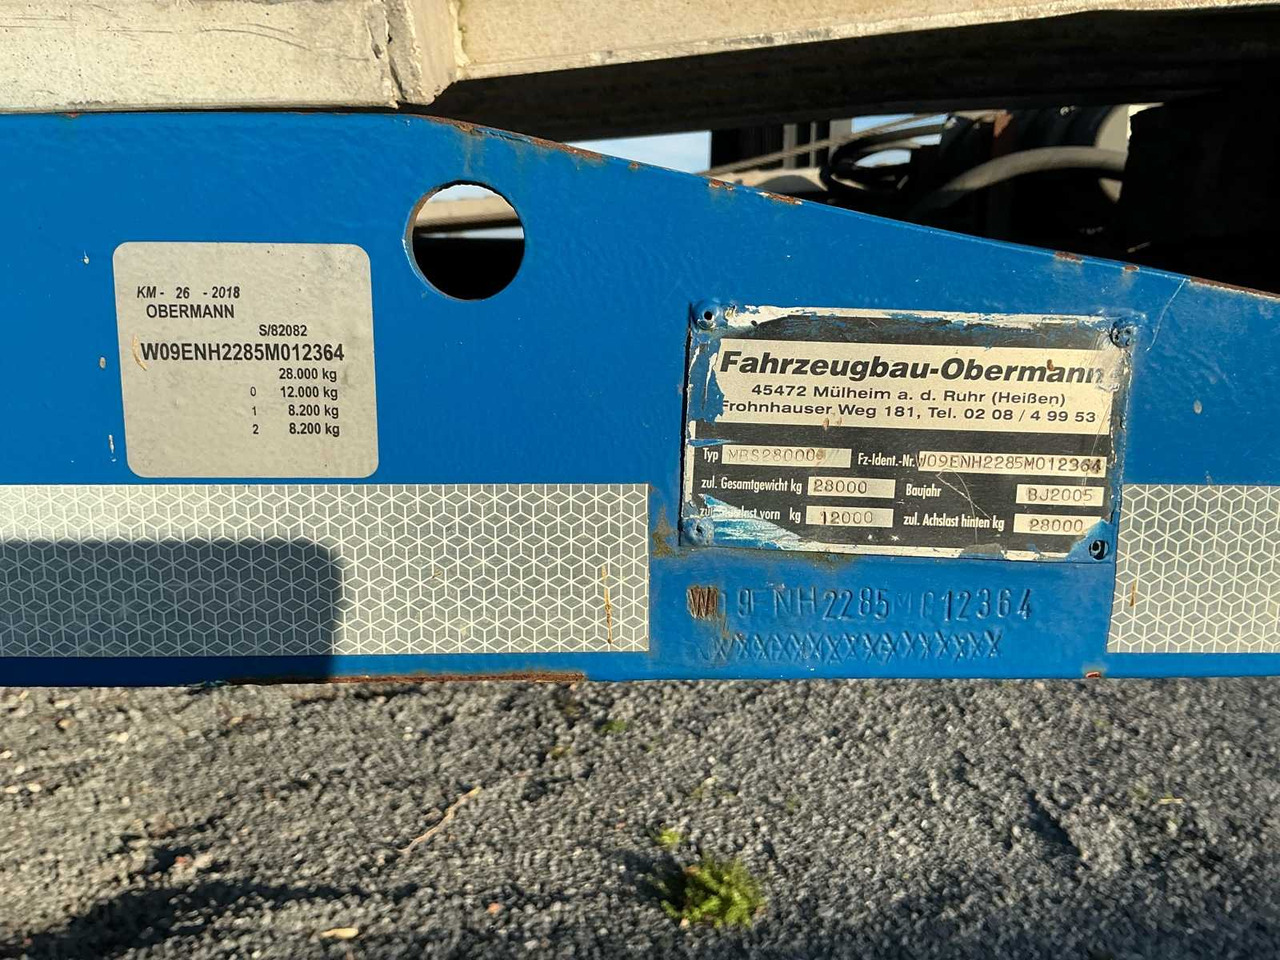 KM - 26 - 2018
OBERMANN
S/82082
W09ENH2285M012364
28.000 kg
0 12.000 kg
1 8.200 kg
2 8.200 kg
Fahrzeugbau-Obermann
45472 Mülheim a. d. Ruhr (Heißen)
Frohnhauser Weg 181, Tel. 02 08 / 4 99 53
Typ Fz-Ident.-Nr. W09ENH2285M012364
zul. Gesamtgewicht kg 28000 Baujahr BJ2005
vorn kg 12000 zul. Achslast hinten kg 28000
W09ENH2285M012364